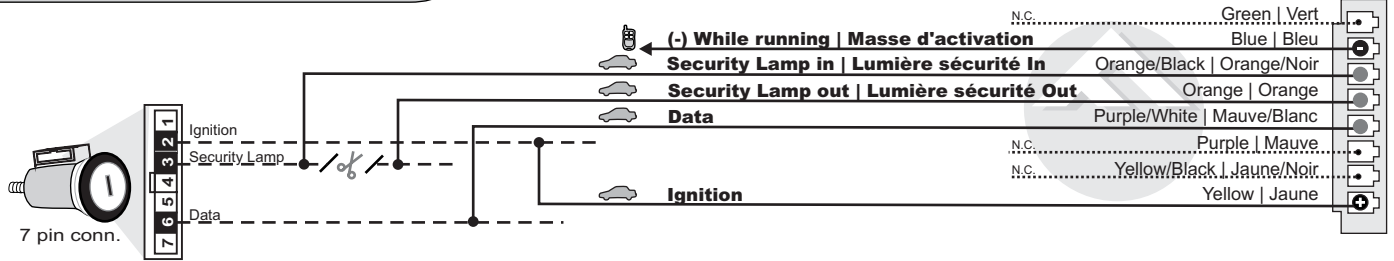 N.C. Green | Vert
(-) While running | Masse d'activation Blue | Bleu
Security Lamp in | Lumière sécurité In Orange/Black | Orange/Noir
Security Lamp out | Lumière sécurité Out Orange | Orange
Data Purple/White | Mauve/Blanc
N.C. Purple | Mauve
N.C. Yellow/Black | Jaune/Noir
Ignition Yellow | Jaune
1
2 Ignition
3 Security Lamp
4
5
6 Data
7
7 pin conn.